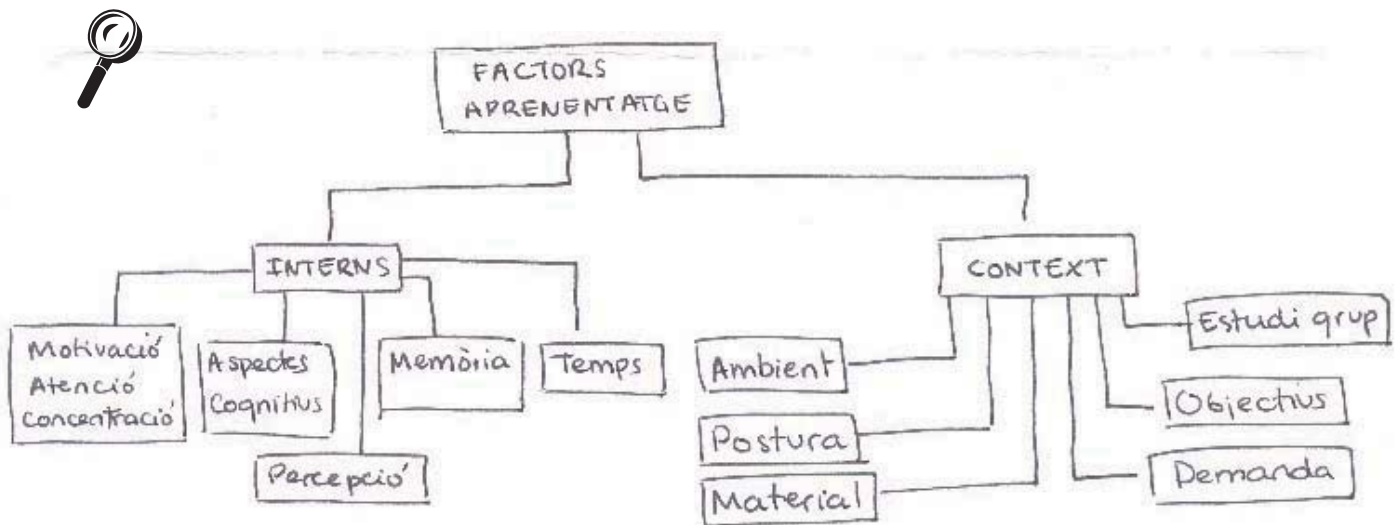 FACTORS
APRENENTATGE
INTERNS
CONTEXT
Motivació
Atenció
Concentració
Aspectes
Cognitius
Memòria
Temps
Percepció
Ambient
Postura
Material
Estudi grup
Objectius
Demanda